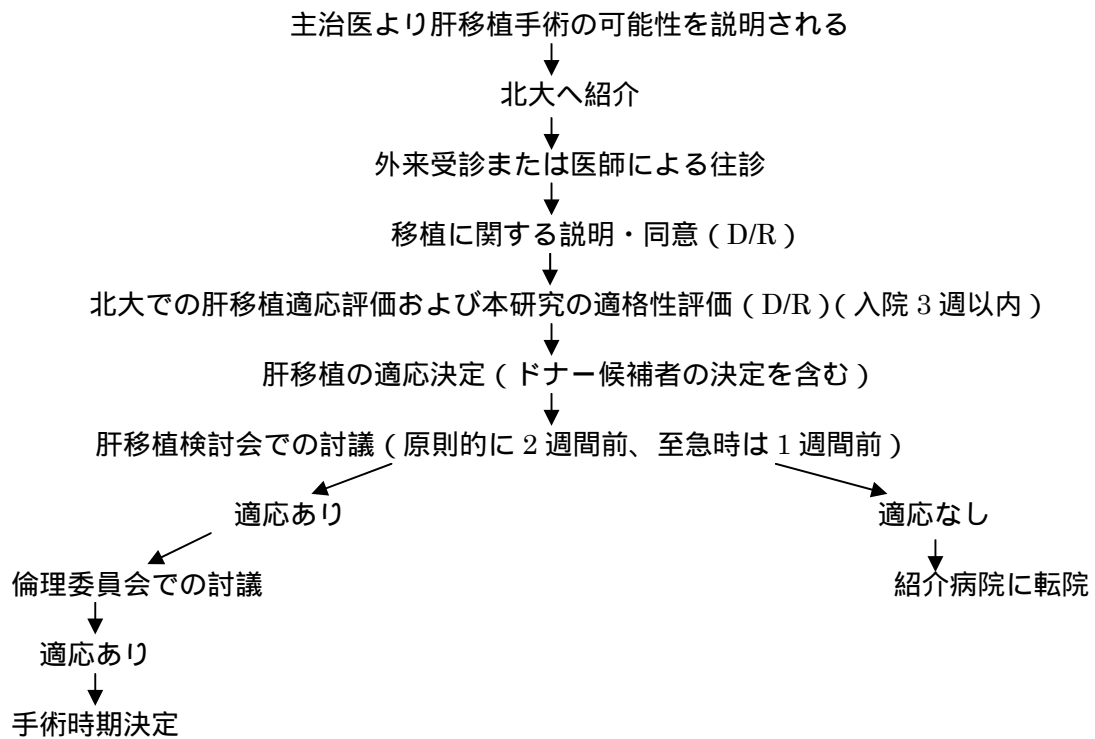 主治医より肝移植手術の可能性を説明される
北大へ紹介
外来受診または医師による往診
移植に関する説明・同意（D/R）
北大での肝移植適応評価および本研究の適格性評価（D/R）（入院 3 週以内）
肝移植の適応決定（ドナー候補者の決定を含む）
肝移植検討会での討議（原則的に 2 週間前、至急時は 1 週間前）
適応あり 適応なし
倫理委員会での討議 紹介病院に転院
適応あり
手術時期決定